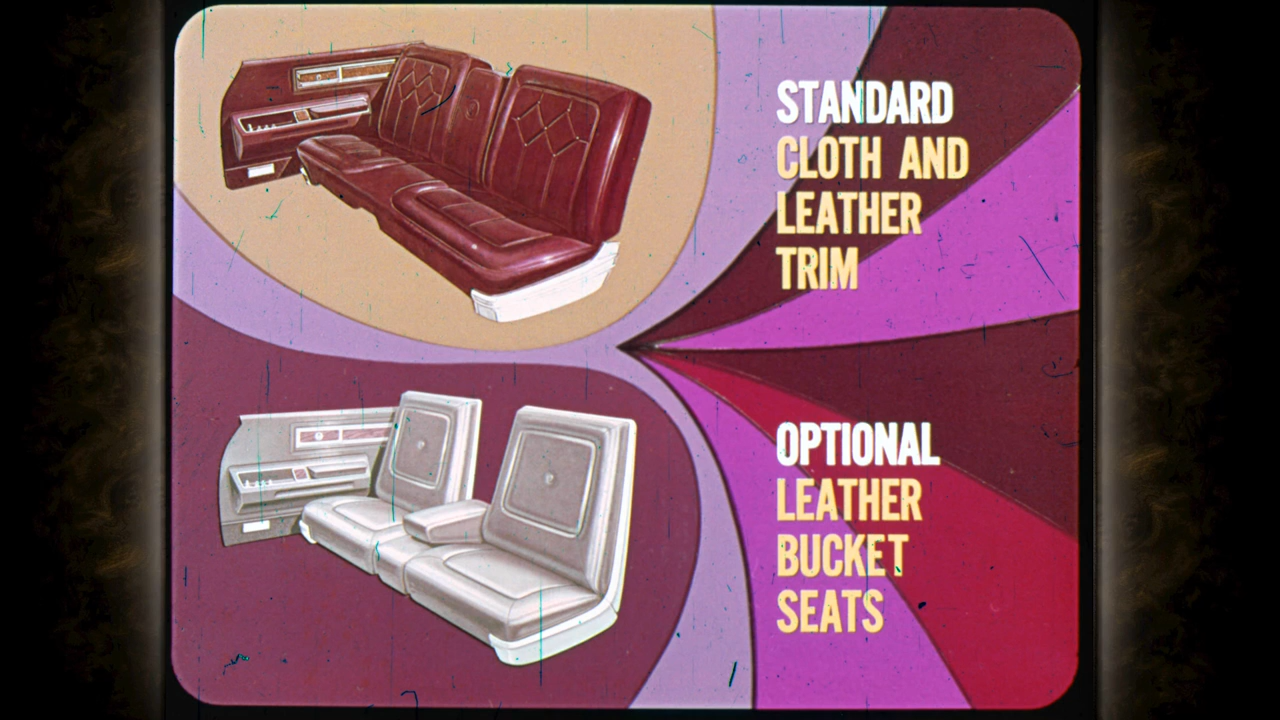 STANDARD
CLOTH AND
LEATHER
TRIM
OPTIONAL
LEATHER
BUCKET
SEATS